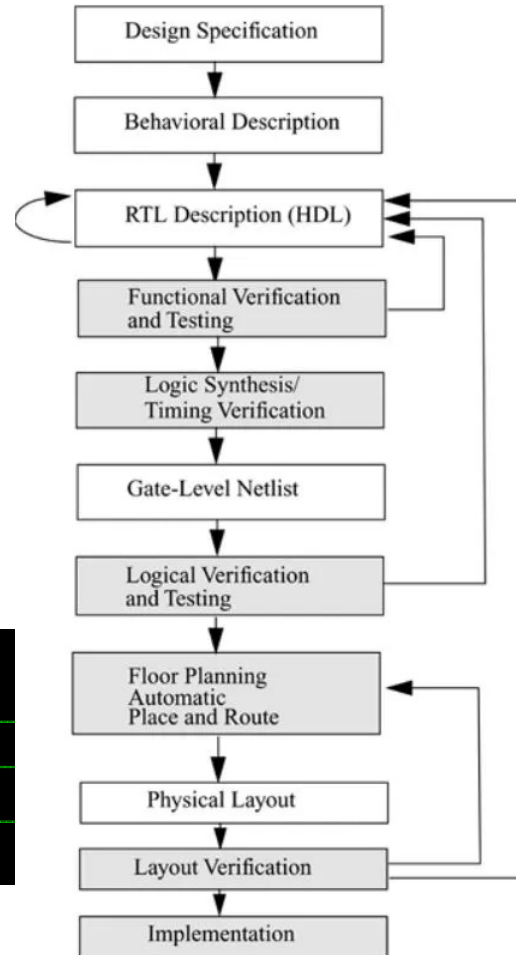 Design Specification
Behavioral Description
RTL Description (HDL)
Functional Verification
and Testing
Logic Synthesis/
Timing Verification
Gate-Level Netlist
Logical Verification
and Testing
Floor Planning
Automatic
Place and Route
Physical Layout
Layout Verification
Implementation